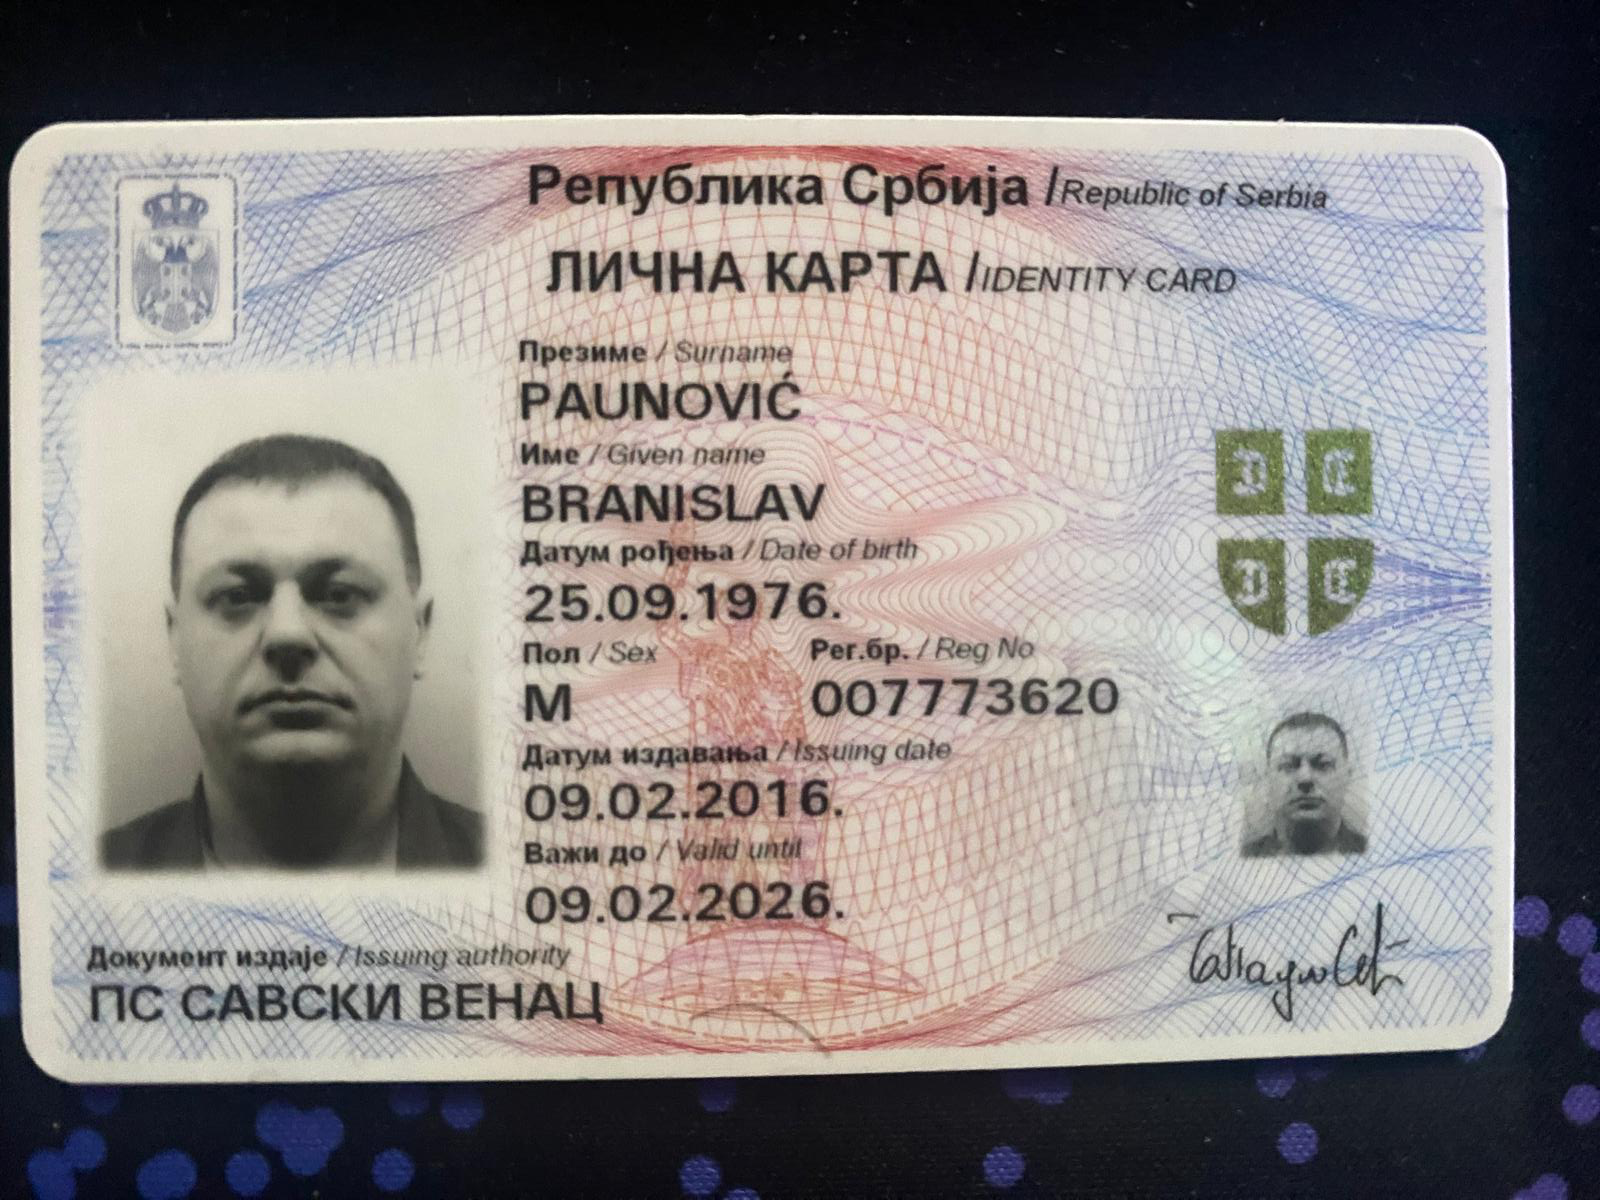 Република Србија /Republic of Serbia
ЛИЧНА КАРТА /IDENTITY CARD
Презиме / Surname
PAUNOVIĆ
Име / Given name
BRANISLAV
Датум рођења / Date of birth
25.09.1976.
Пол / Sex Рег.бр. / Reg No
M 007773620
Датум издавања / Issuing date
09.02.2016.
Важи до / Valid until
09.02.2026.
Документ издаје / Issuing authority
ПС САВСКИ ВЕНАЦ